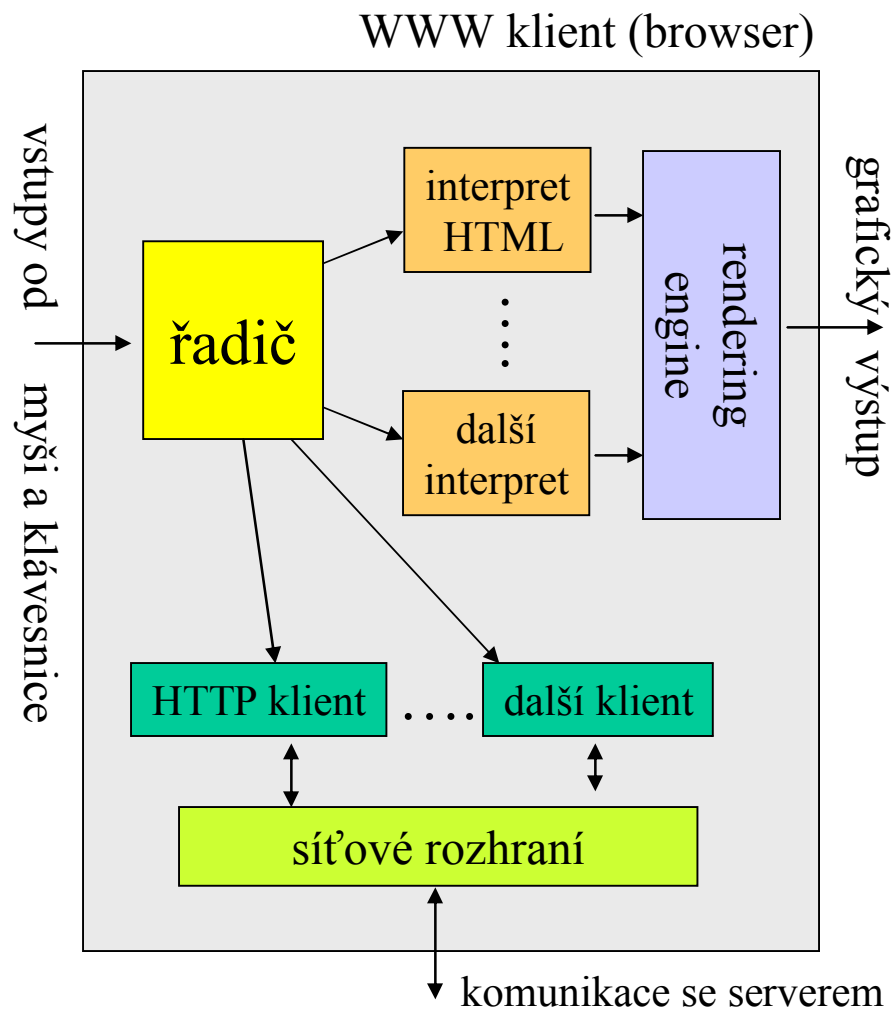 WWW klient (browser)
vstupy od
myši a klávesnice
řadič
interpret
HTML
další
interpret
rendering
engine
grafický
výstup
HTTP klient
další klient
síťové rozhraní
komunikace se serverem